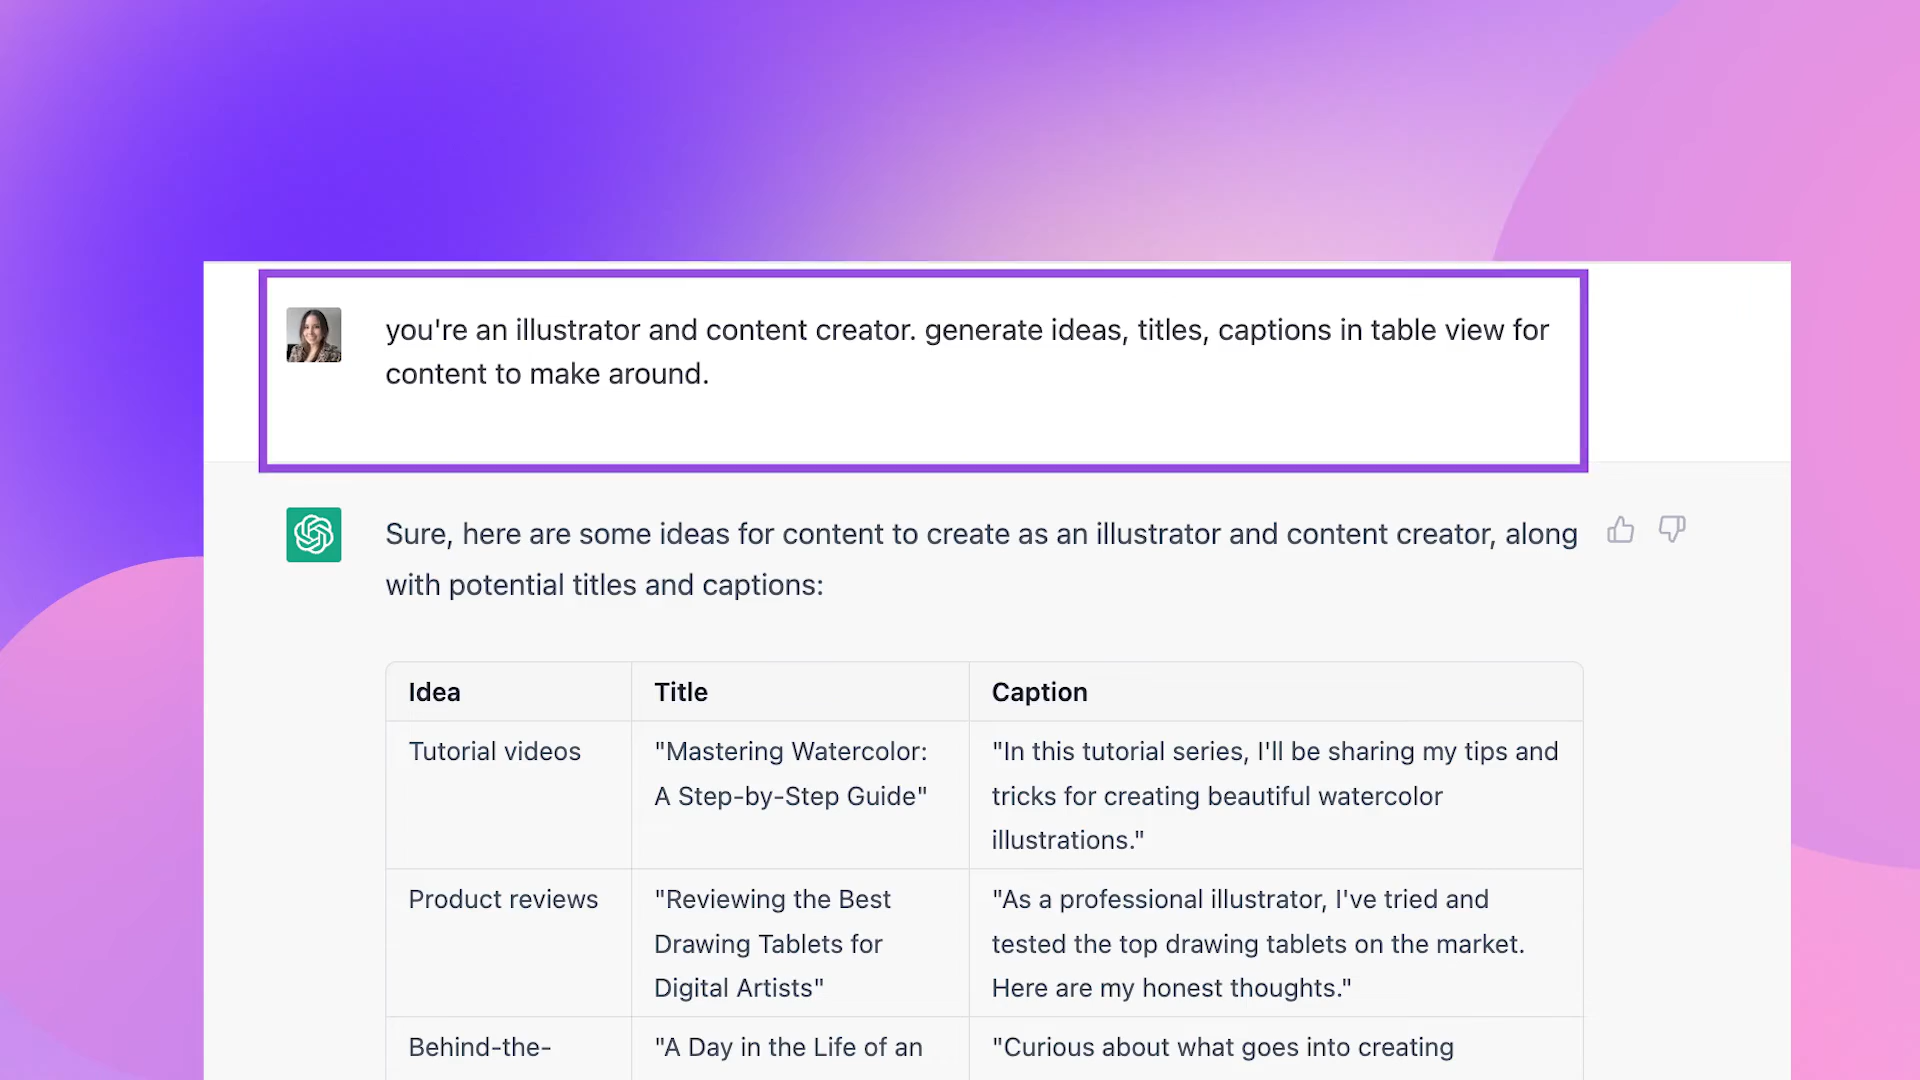 you're an illustrator and content creator. generate ideas, titles, captions in table view for
content to make around.
Sure, here are some ideas for content to create as an illustrator and content creator, along
with potential titles and captions:
Idea
Title
Caption
Tutorial videos
"Mastering Watercolor:
A Step-by-Step Guide"
"In this tutorial series, I'll be sharing my tips and
tricks for creating beautiful watercolor
illustrations."
Product reviews
"Reviewing the Best
Drawing Tablets for
Digital Artists"
"As a professional illustrator, I've tried and
tested the top drawing tablets on the market.
Here are my honest thoughts."
Behind-the-
"A Day in the Life of an
"Curious about what goes into creating